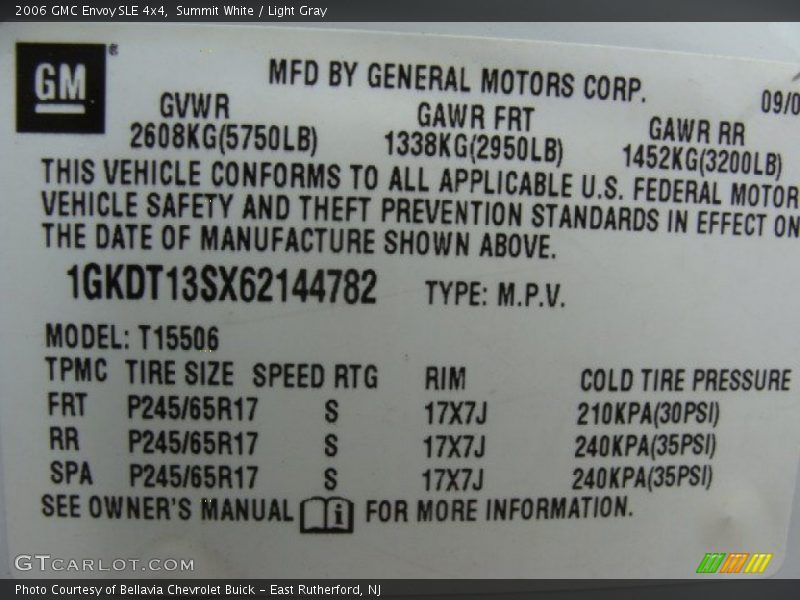 2006 GMC Envoy SLE 4x4, Summit White / Light Gray
GM ®
MFD BY GENERAL MOTORS CORP.
09/0
GVWR GAWR FRT GAWR RR
2608KG(5750LB) 1338KG(2950LB) 1452KG(3200LB)
THIS VEHICLE CONFORMS TO ALL APPLICABLE U.S. FEDERAL MOTOR
VEHICLE SAFETY AND THEFT PREVENTION STANDARDS IN EFFECT ON
THE DATE OF MANUFACTURE SHOWN ABOVE.
1GKDT13SX62144782 TYPE: M.P.V.
MODEL: T15506
TPMC TIRE SIZE SPEED RTG RIM COLD TIRE PRESSURE
FRT P245/65R17 S 17X7J 210KPA(30PSI)
RR P245/65R17 S 17X7J 240KPA(35PSI)
SPA P245/65R17 S 17X7J 240KPA(35PSI)
SEE OWNER'S MANUAL i FOR MORE INFORMATION.
GTCARLOT.COM
Photo Courtesy of Bellavia Chevrolet Buick - East Rutherford, NJ